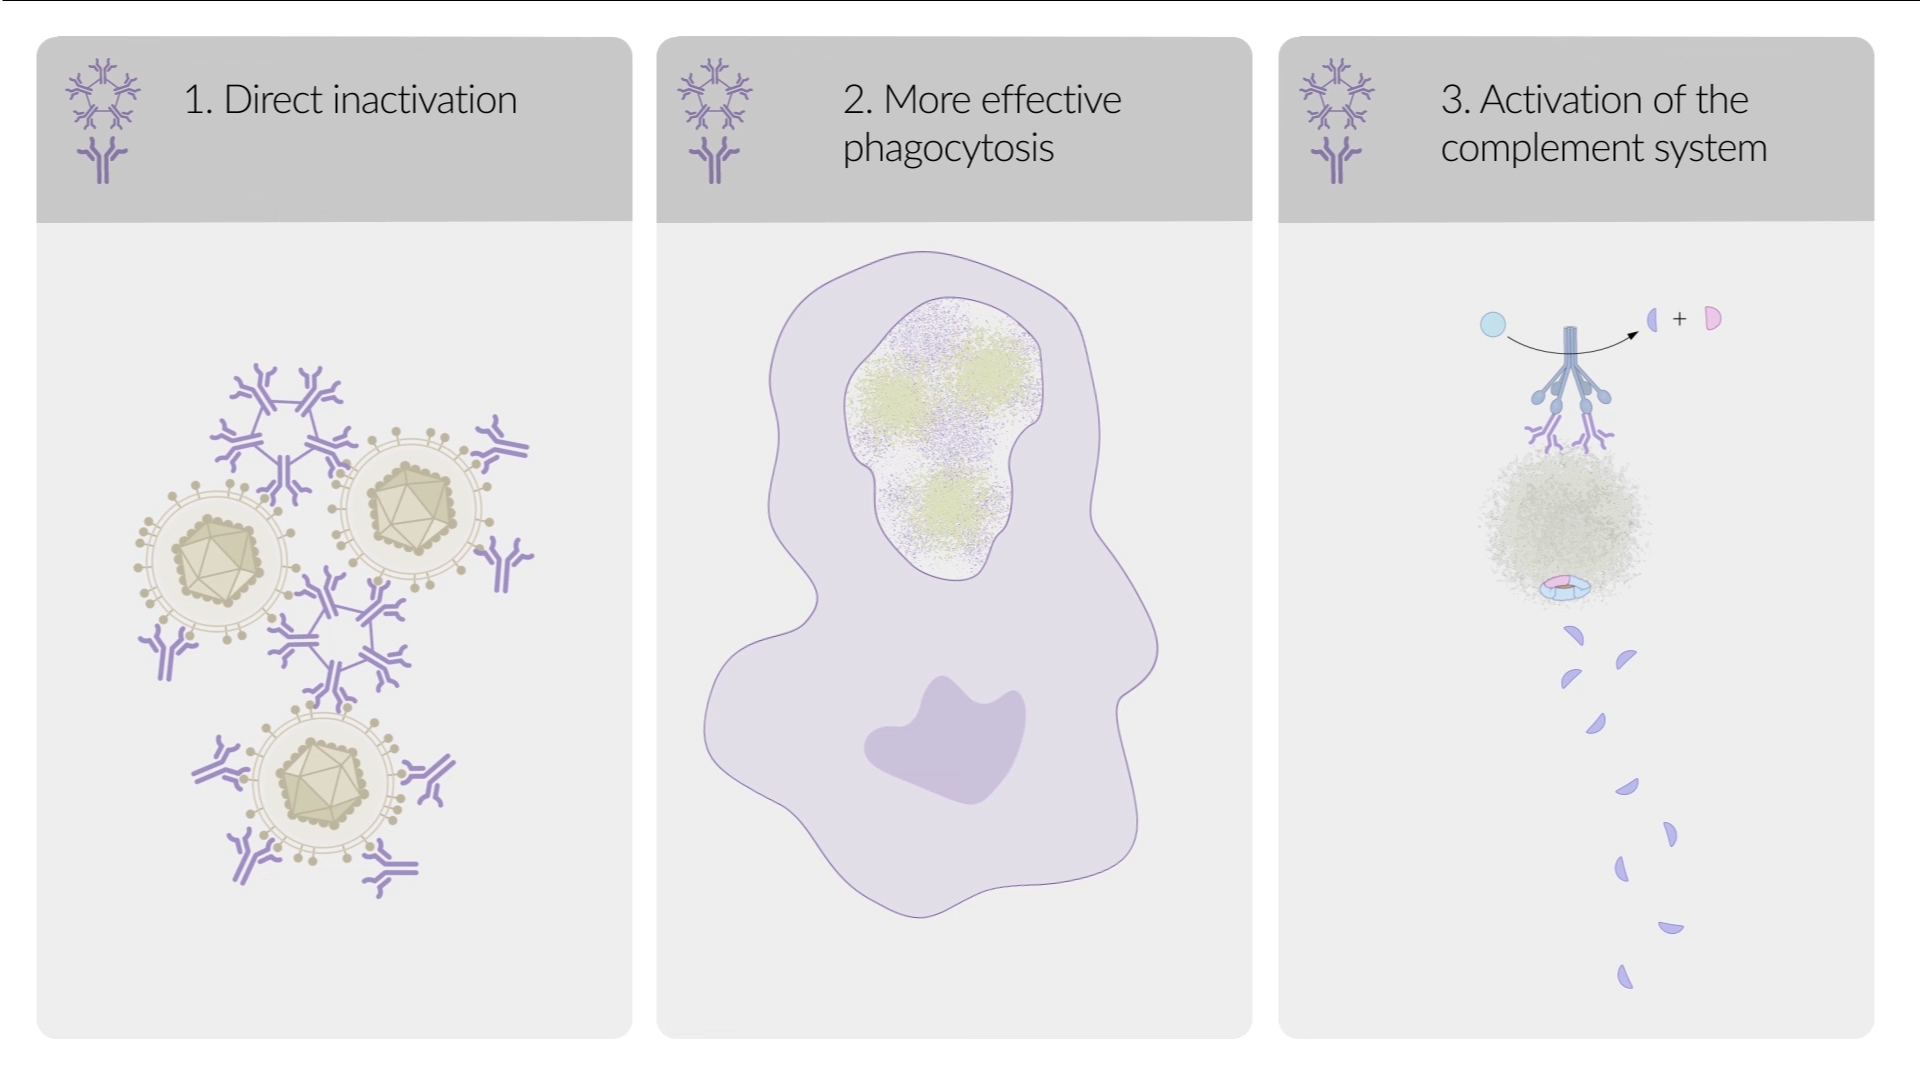 1. Direct inactivation
2. More effective
phagocytosis
3. Activation of the
complement system
+